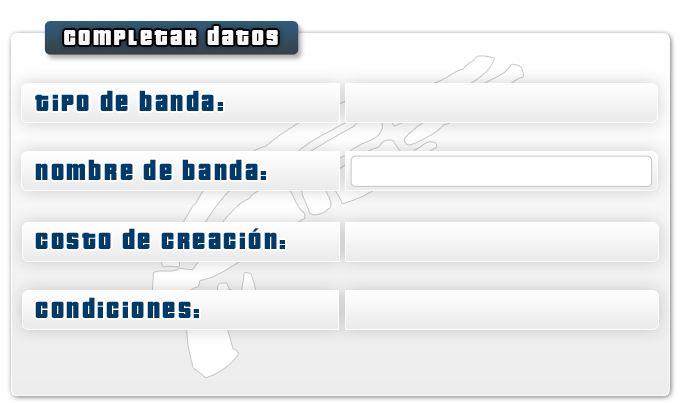 completar datos
tipo de banda:
nombre de banda:
costo de creación:
condiciones: